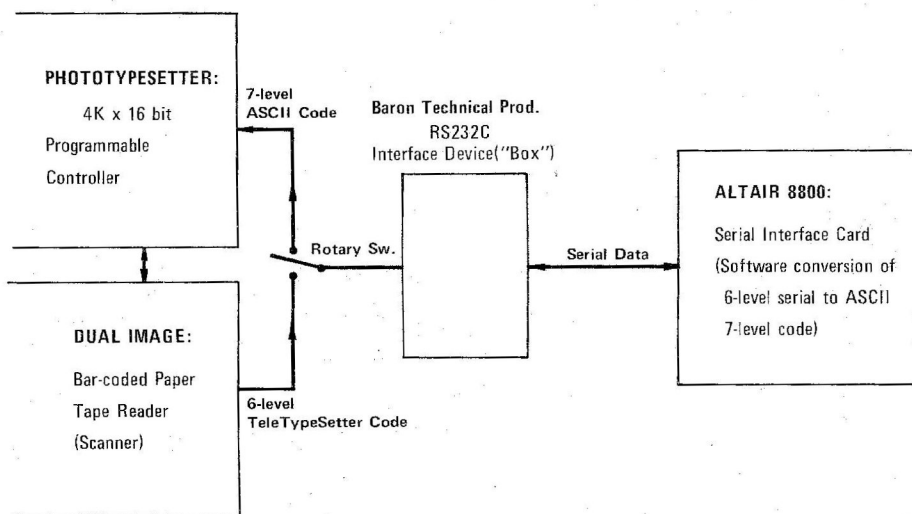 PHOTOTYPESETTER:
4K x 16 bit
Programmable
Controller
7-level
ASCII Code
Baron Technical Prod.
RS232C
Interface Device("Box")
Rotary Sw.
Serial Data
ALTAIR 8800:
Serial Interface Card
(Software conversion of
6-level serial to ASCII
7-level code)
DUAL IMAGE:
Bar-coded Paper
Tape Reader
(Scanner)
6-level
TeleTypeSetter Code